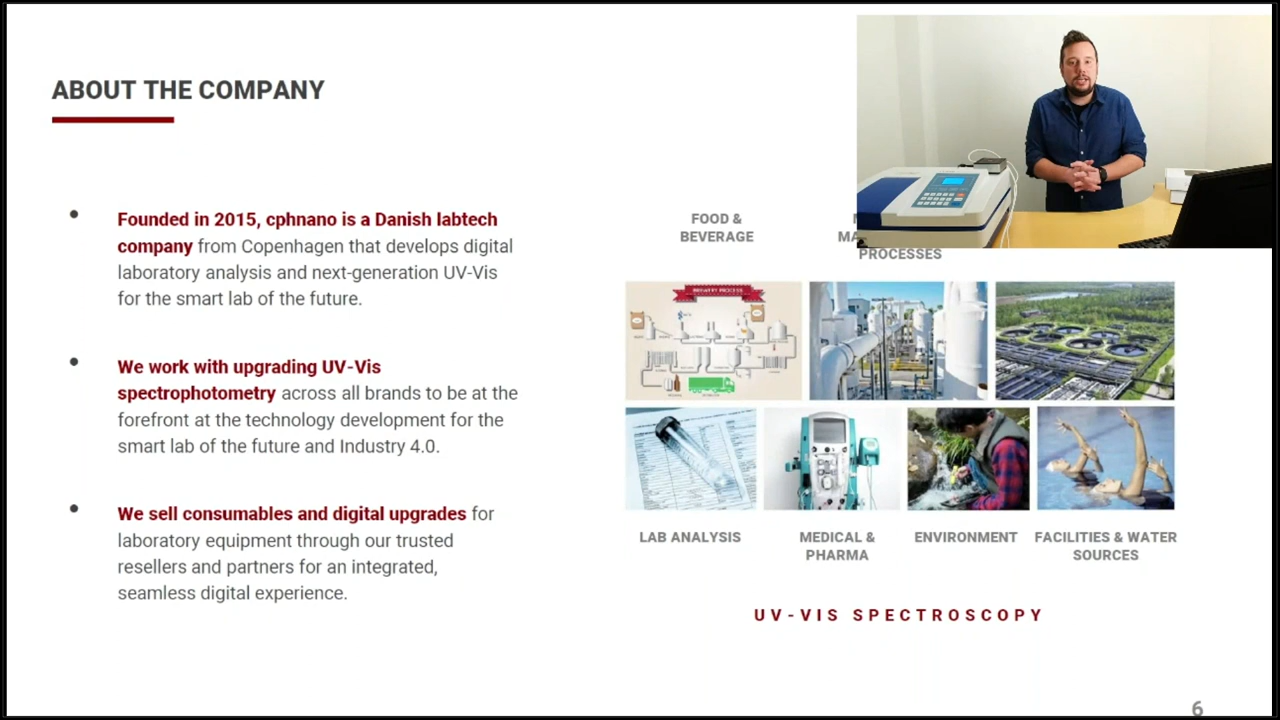 ABOUT THE COMPANY
Founded in 2015, cphnano is a Danish labtech
company from Copenhagen that develops digital
laboratory analysis and next-generation UV-Vis
for the smart lab of the future.
We work with upgrading UV-Vis
spectrophotometry across all brands to be at the
forefront at the technology development for the
smart lab of the future and Industry 4.0.
We sell consumables and digital upgrades for
laboratory equipment through our trusted
resellers and partners for an integrated,
seamless digital experience.
FOOD &
BEVERAGE
PROCESSES
BREWERY PROCESS
LAB ANALYSIS
MEDICAL &
PHARMA
ENVIRONMENT
FACILITIES & WATER
SOURCES
UV-VIS SPECTROSCOPY
6